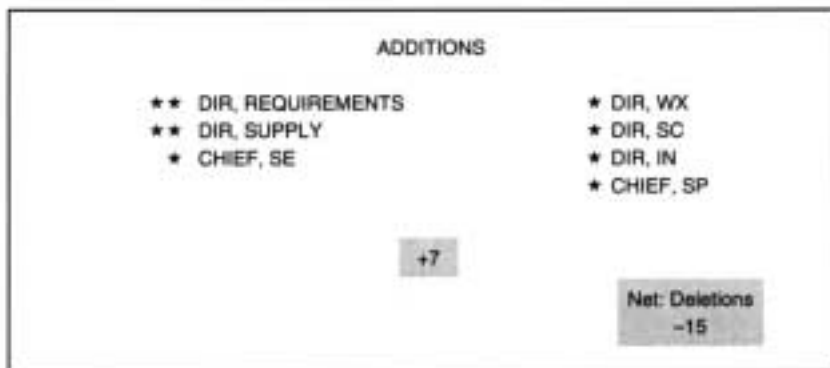 ADDITIONS
★★ DIR, REQUIREMENTS
★★ DIR, SUPPLY
★ CHIEF, SE
★ DIR, WX
★ DIR, SC
★ DIR, IN
★ CHIEF, SP
+7
Net: Deletions
–15